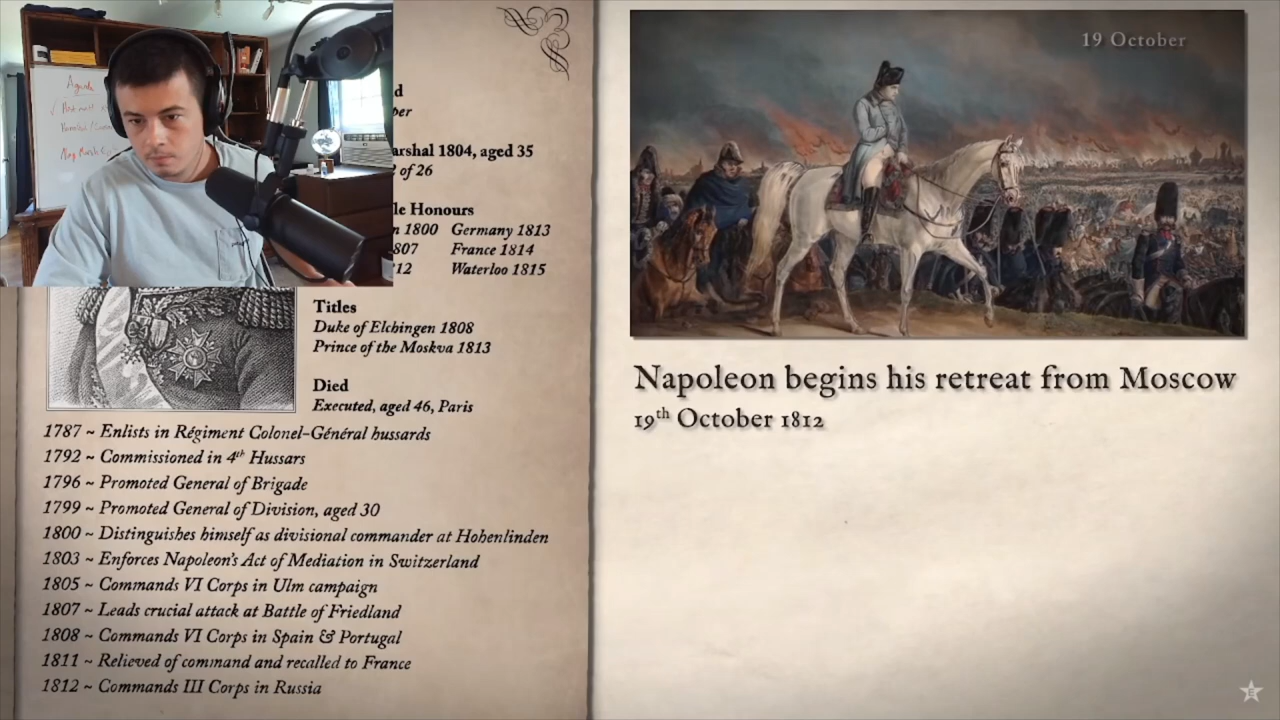 Agenda
d
per
arshal 1804, aged 35
of 26
le Honours
n 1800 Germany 1813
807 France 1814
12 Waterloo 1815
Titles
Duke of Elchingen 1808
Prince of the Moskva 1813
Died
Executed, aged 46, Paris
1787 ~ Enlists in Régiment Colonel-Général hussards
1792 ~ Commissioned in 4th Hussars
1796 ~ Promoted General of Brigade
1799 ~ Promoted General of Division, aged 30
1800 ~ Distinguishes himself as divisional commander at Hohenlinden
1803 ~ Enforces Napoleon's Act of Mediation in Switzerland
1805 ~ Commands VI Corps in Ulm campaign
1807 ~ Leads crucial attack at Battle of Friedland
1808 ~ Commands VI Corps in Spain & Portugal
1811 ~ Relieved of command and recalled to France
1812 ~ Commands III Corps in Russia
19 October
Napoleon begins his retreat from Moscow
19th October 1812
E